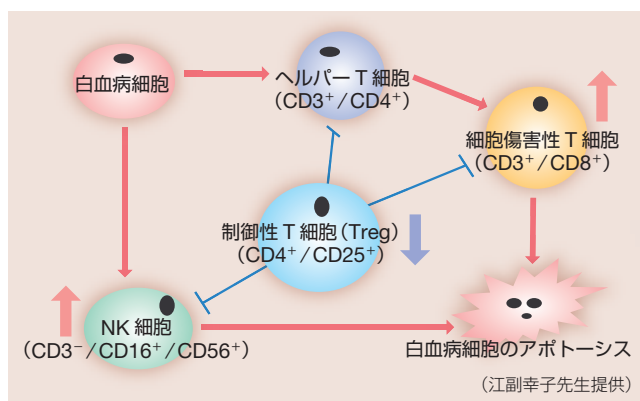 白血病細胞
ヘルパーT細胞
(CD3⁺/CD4⁺)
細胞傷害性T細胞
(CD3⁺/CD8⁺)
制御性T細胞(Treg)
(CD4⁺/CD25⁺)
NK細胞
(CD3⁻/CD16⁺/CD56⁺)
白血病細胞のアポトーシス
(江副幸子先生提供)